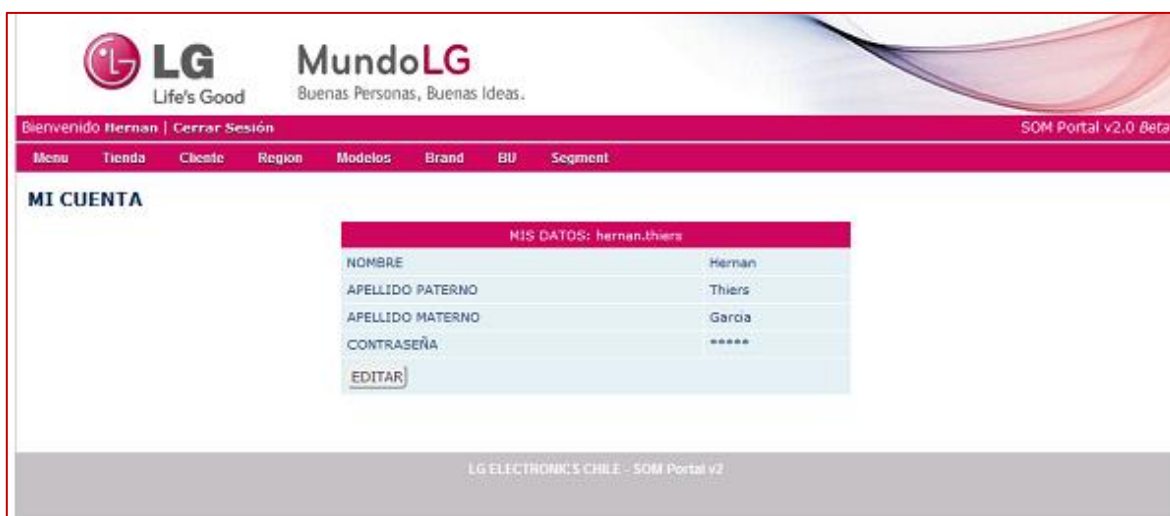 LG MundoLG
Life's Good Buenas Personas, Buenas Ideas.
Bienvenido Hernan | Cerrar Sesión SOM Portal v2.0 Beta
Menu Tienda Cliente Region Modelos Brand BU Segment
MI CUENTA
MIS DATOS: hernan.thiers
NOMBRE Hernan
APELLIDO PATERNO Thiers
APELLIDO MATERNO Garcia
CONTRASEÑA *****
EDITAR
LG ELECTRONICS CHILE - SOM Portal v2